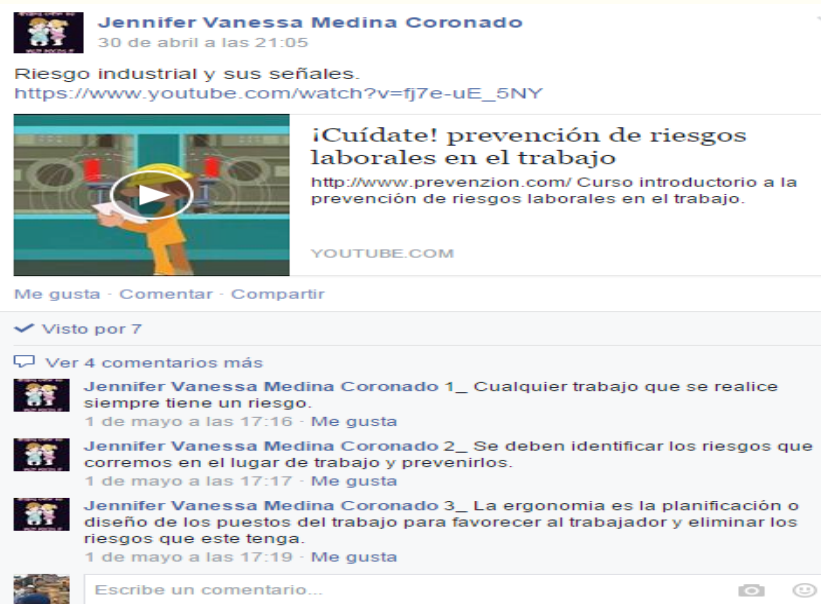 Jennifer Vanessa Medina Coronado
30 de abril a las 21:05
Riesgo industrial y sus señales.
https://www.youtube.com/watch?v=fj7e-uE_5NY
¡Cuídate! prevención de riesgos
laborales en el trabajo
http://www.prevenzion.com/ Curso introductorio a la
prevención de riesgos laborales en el trabajo.
YOUTUBE.COM
Me gusta · Comentar · Compartir
Visto por 7
Ver 4 comentarios más
Jennifer Vanessa Medina Coronado 1_ Cualquier trabajo que se realice
siempre tiene un riesgo.
1 de mayo a las 17:16 · Me gusta
Jennifer Vanessa Medina Coronado 2_ Se deben identificar los riesgos que
corremos en el lugar de trabajo y prevenirlos.
1 de mayo a las 17:17 · Me gusta
Jennifer Vanessa Medina Coronado 3_ La ergonomia es la planificación o
diseño de los puestos del trabajo para favorecer al trabajador y eliminar los
riesgos que este tenga.
1 de mayo a las 17:19 · Me gusta
Escribe un comentario...